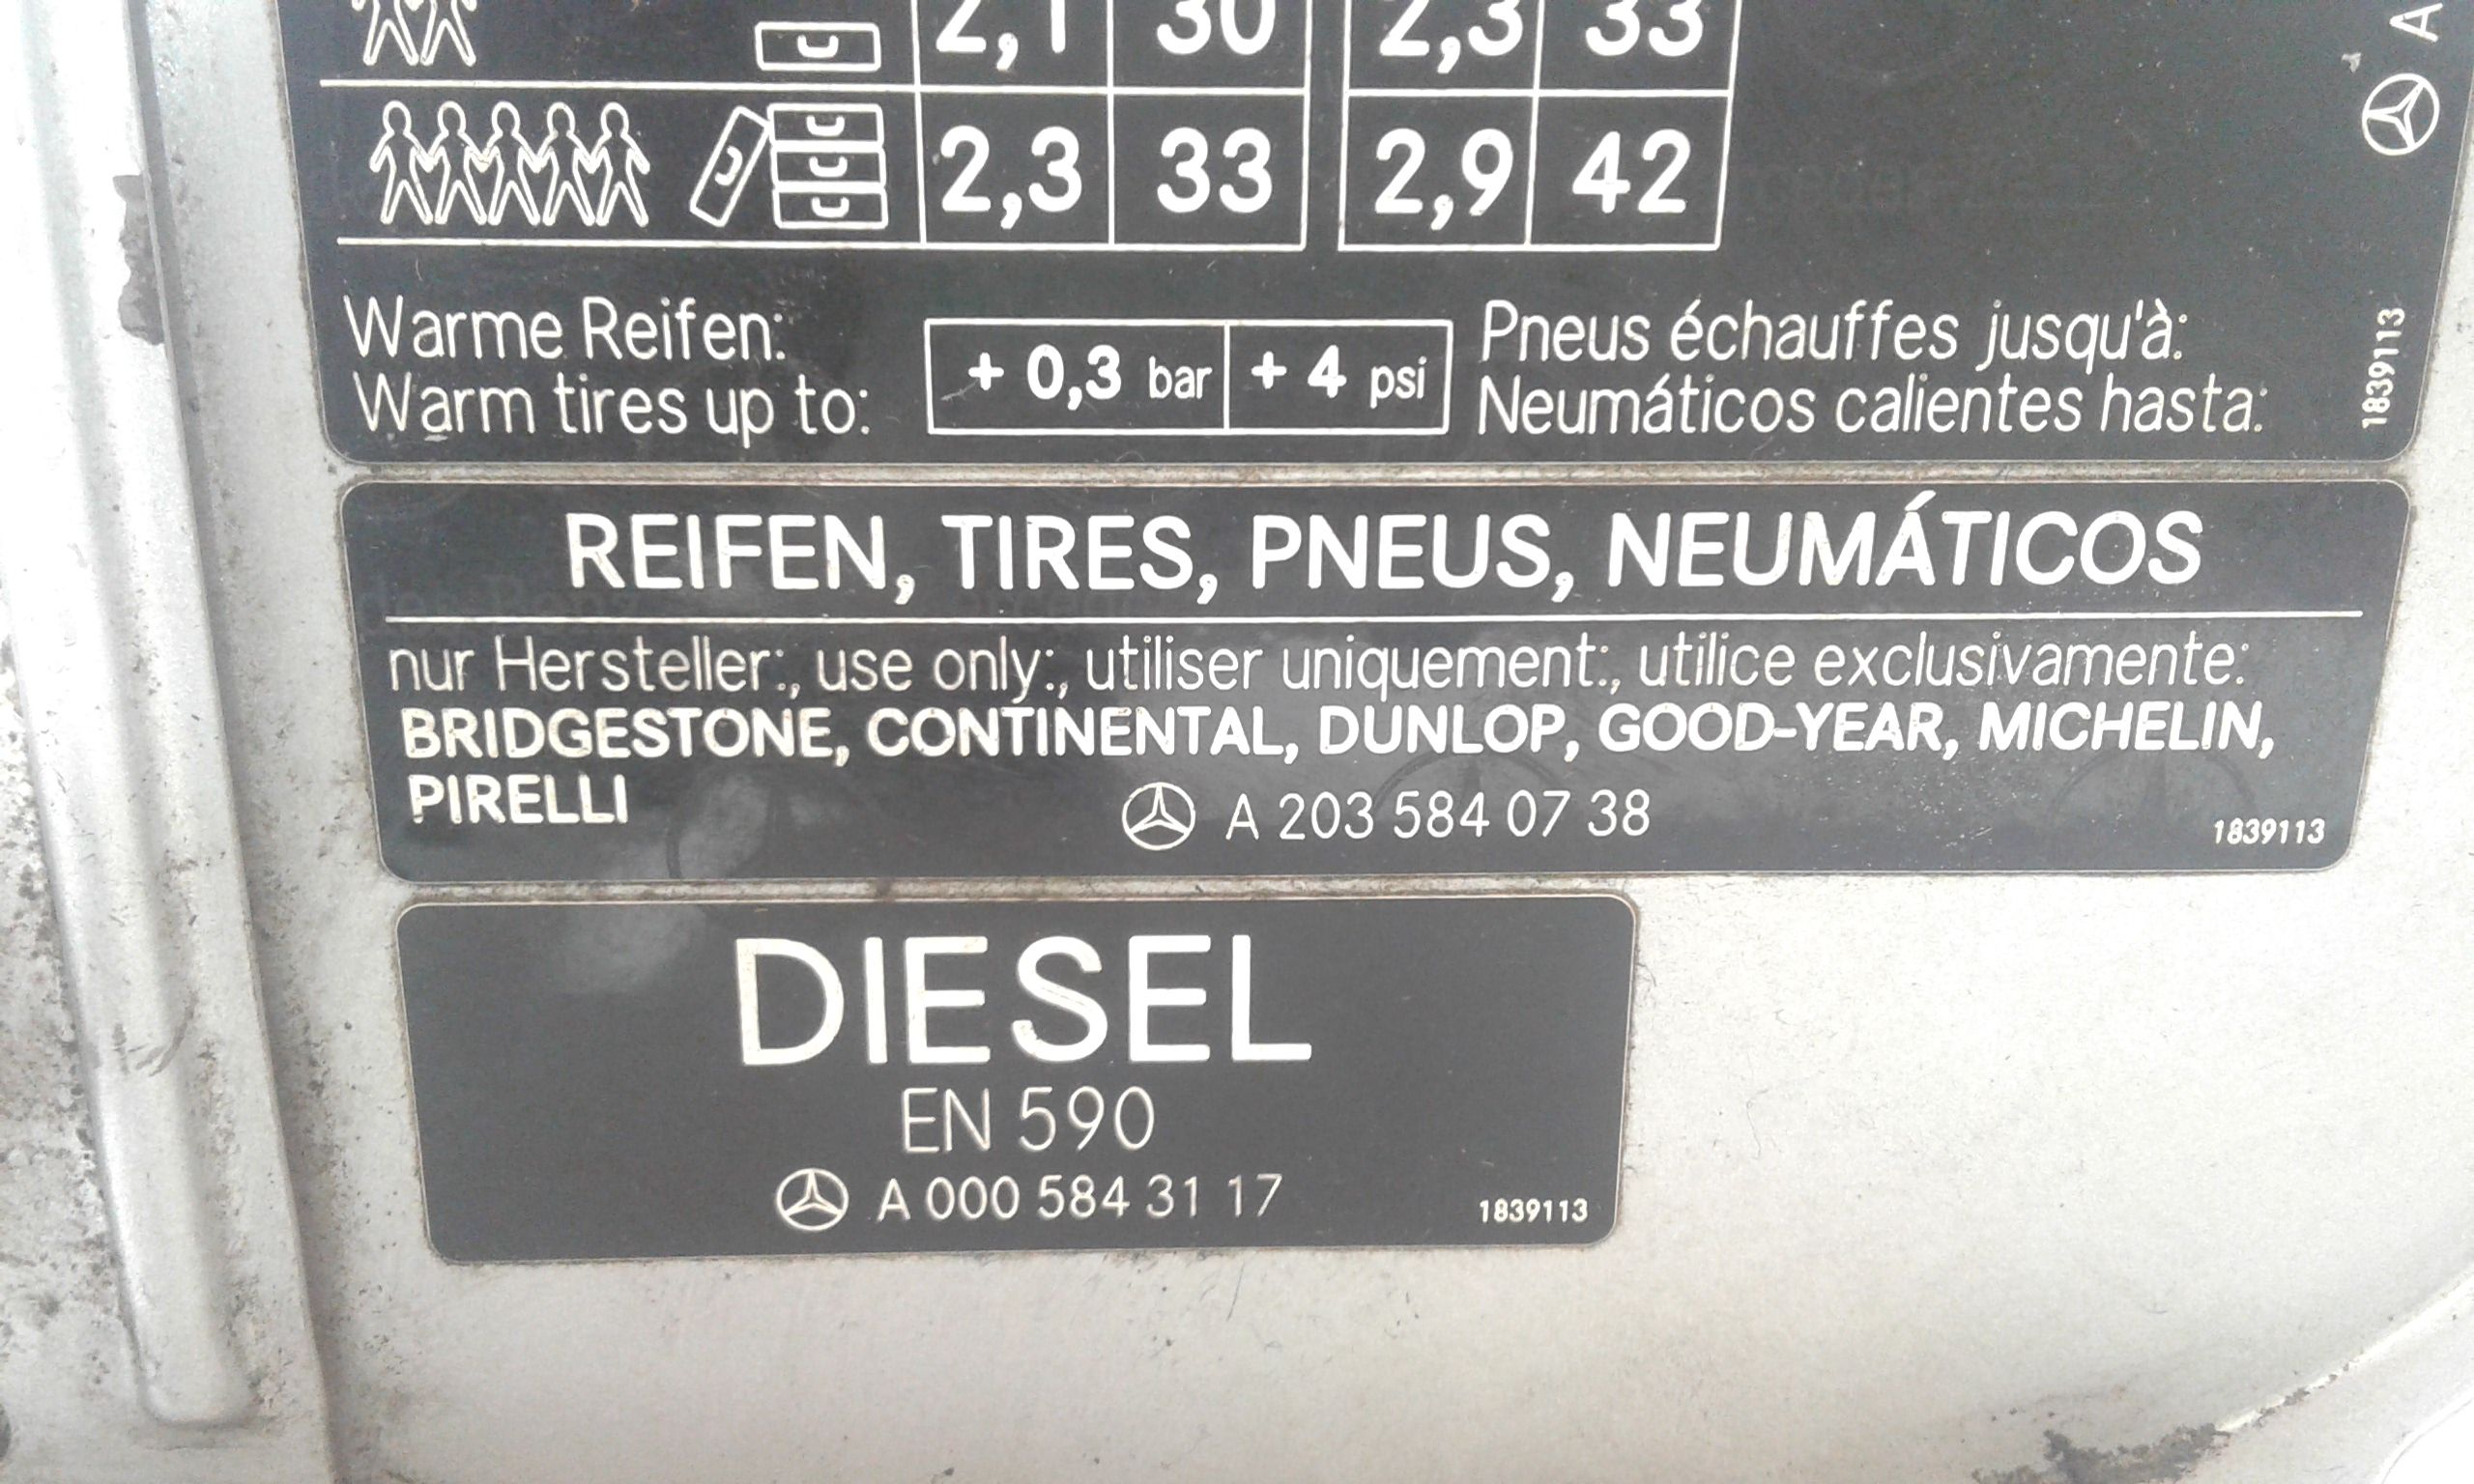 2,1 30 2,3 33
2,3 33 2,9 42
Warme Reifen:
Warm tires up to:
+ 0,3 bar + 4 psi
Pneus échauffes jusqu'à:
Neumáticos calientes hasta:
A
1839113
REIFEN, TIRES, PNEUS, NEUMÁTICOS
nur Hersteller:, use only:, utiliser uniquement:, utilice exclusivamente:
BRIDGESTONE, CONTINENTAL, DUNLOP, GOOD-YEAR, MICHELIN,
PIRELLI
A 203 584 07 38
1839113
DIESEL
EN 590
A 000 584 31 17
1839113